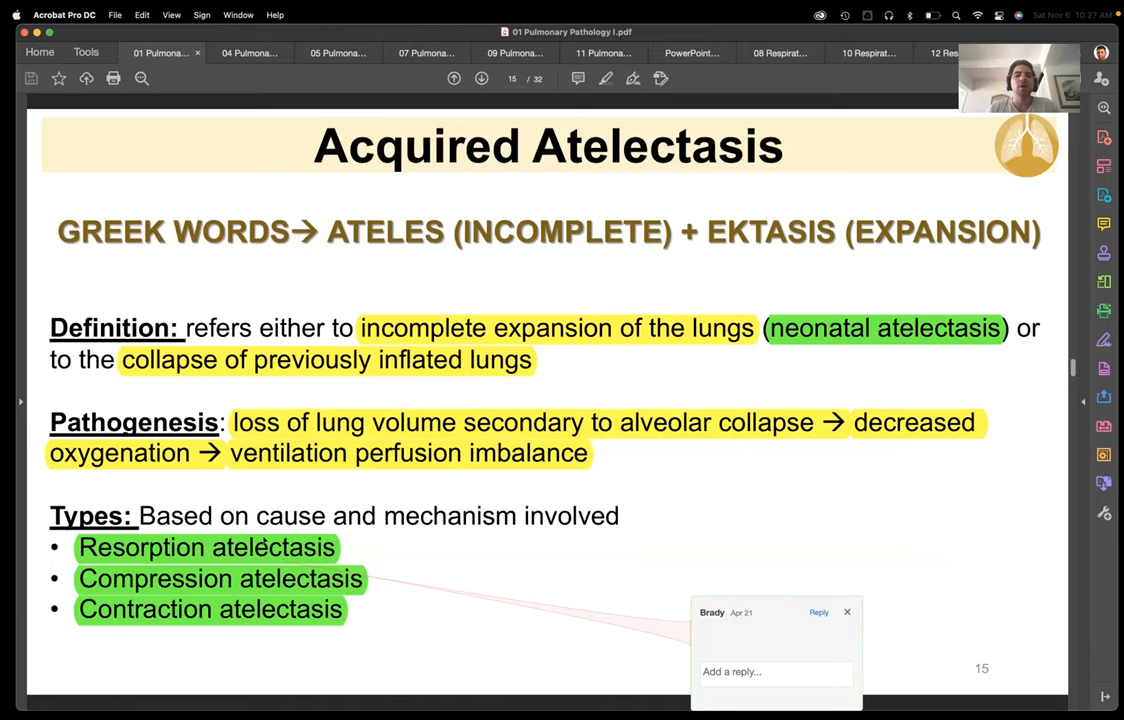 Acrobat Pro DC File Edit View Sign Window Help Sat Nov 6 10:27 AM
01 Pulmonary Pathology I.pdf
Home Tools 01 Pulmona... × 04 Pulmona... 05 Pulmona... 07 Pulmona... 09 Pulmona... 11 Pulmona... PowerPoint... 08 Respirat... 10 Respirat... 12 Res
15 / 32
Acquired Atelectasis
GREEK WORDS→ ATELES (INCOMPLETE) + EKTASIS (EXPANSION)
Definition: refers either to incomplete expansion of the lungs (neonatal atelectasis) or
to the collapse of previously inflated lungs
Pathogenesis: loss of lung volume secondary to alveolar collapse → decreased
oxygenation → ventilation perfusion imbalance
Types: Based on cause and mechanism involved
• Resorption atelectasis
• Compression atelectasis
• Contraction atelectasis
Brady Apr 21 Reply ×
Add a reply...
15